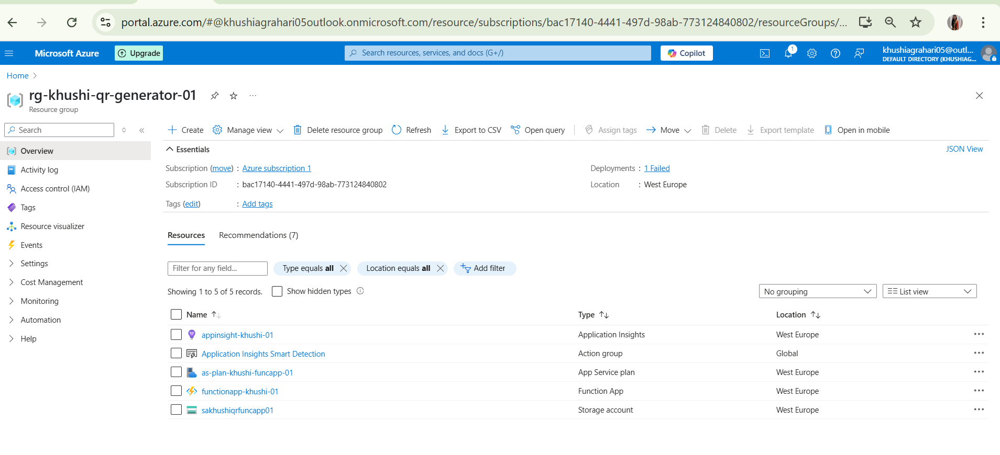 portal.azure.com/#@khushiagrahari05outlook.onmicrosoft.com/resource/subscriptions/bac17140-4441-497d-98ab-773124840802/resourceGroups/...
Microsoft Azure Upgrade Search resources, services, and docs (G+/) Copilot 1 khushiagrahari05@outl...
DEFAULT DIRECTORY (KHUSHIAG...
Home
rg-khushi-qr-generator-01 ...
Resource group
Search Create Manage view Delete resource group Refresh Export to CSV Open query Assign tags Move Delete Export template Open in mobile
Overview
Activity log
Access control (IAM)
Tags
Resource visualizer
Events
Settings
Cost Management
Monitoring
Automation
Help
Essentials JSON View
Subscription (move) : Azure subscription 1 Deployments : 1 Failed
Subscription ID : bac17140-4441-497d-98ab-773124840802 Location : West Europe
Tags (edit) : Add tags
Resources Recommendations (7)
Filter for any field... Type equals all Location equals all Add filter
Showing 1 to 5 of 5 records. Show hidden types No grouping List view
Name Type Location
appinsight-khushi-01 Application Insights West Europe
Application Insights Smart Detection Action group Global
as-plan-khushi-funcapp-01 App Service plan West Europe
functionapp-khushi-01 Function App West Europe
sakhushiqrfuncapp01 Storage account West Europe